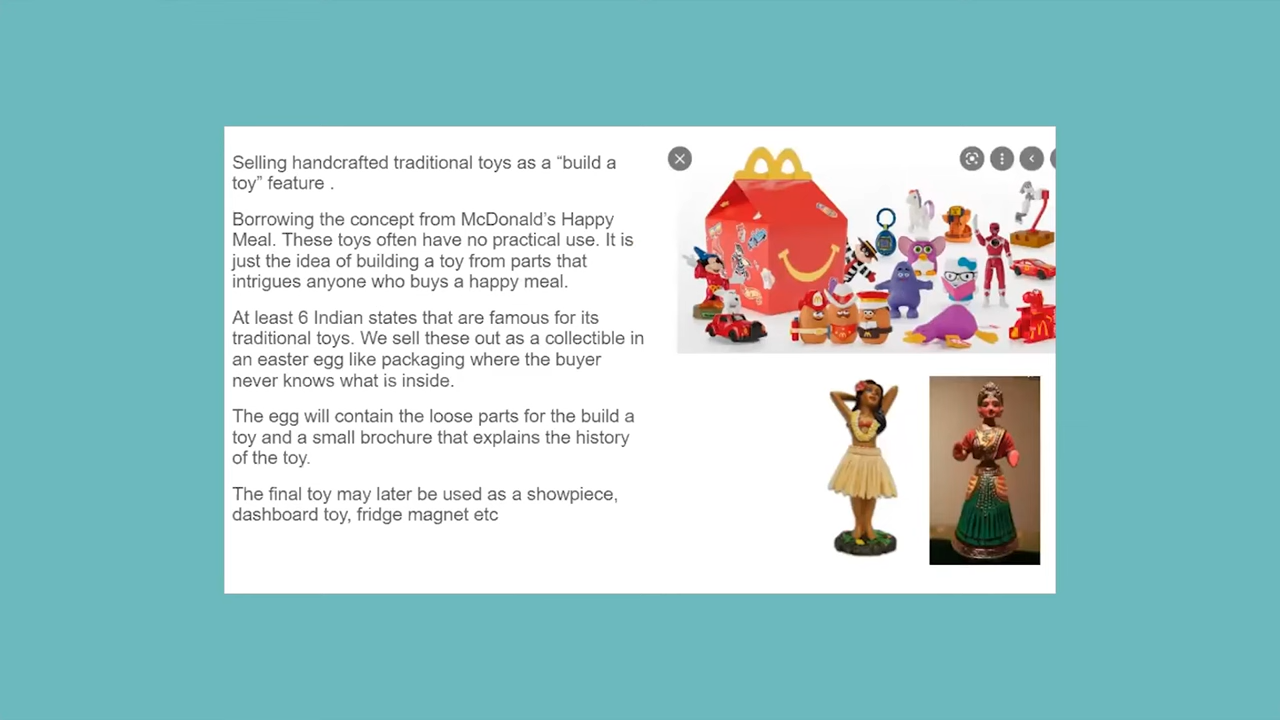 Selling handcrafted traditional toys as a “build a
toy” feature .
Borrowing the concept from McDonald’s Happy
Meal. These toys often have no practical use. It is
just the idea of building a toy from parts that
intrigues anyone who buys a happy meal.
At least 6 Indian states that are famous for its
traditional toys. We sell these out as a collectible in
an easter egg like packaging where the buyer
never knows what is inside.
The egg will contain the loose parts for the build a
toy and a small brochure that explains the history
of the toy.
The final toy may later be used as a showpiece,
dashboard toy, fridge magnet etc